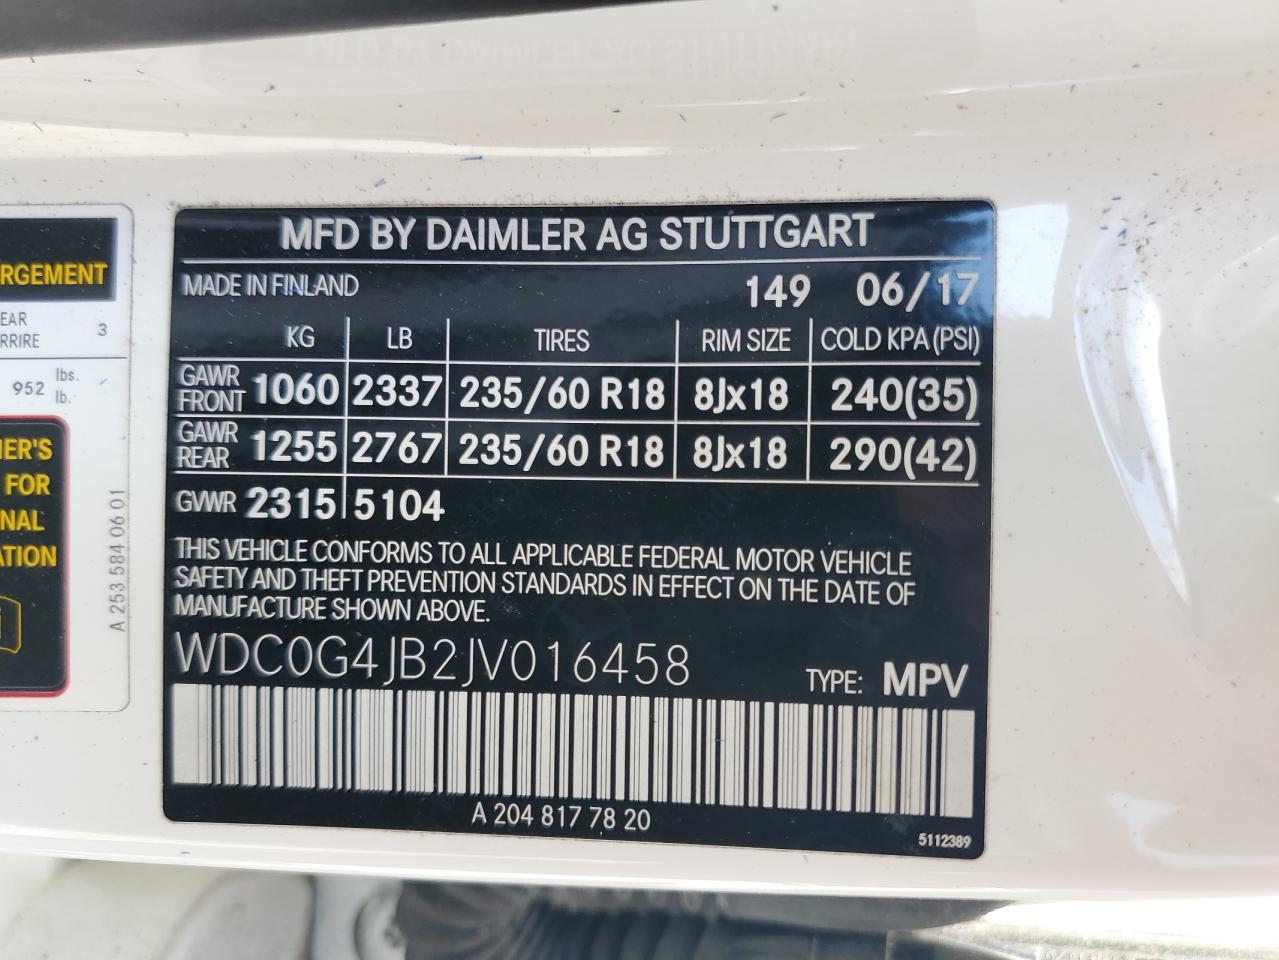 MFD BY DAIMLER AG STUTTGART
MADE IN FINLAND 149 06/17
KG LB TIRES RIM SIZE COLD KPA (PSI)
GAWR FRONT 1060 2337 235/60 R18 8Jx18 240(35)
GAWR REAR 1255 2767 235/60 R18 8Jx18 290(42)
GVWR 2315 5104
THIS VEHICLE CONFORMS TO ALL APPLICABLE FEDERAL MOTOR VEHICLE
SAFETY AND THEFT PREVENTION STANDARDS IN EFFECT ON THE DATE OF
MANUFACTURE SHOWN ABOVE.
WDC0G4JB2JV016458 TYPE: MPV
A 204 817 78 20
5112389
RGEMENT
EAR
RRIRE 3
952 lbs.
lb.
ER'S
FOR
NAL
ATION
A 253 584 06 01